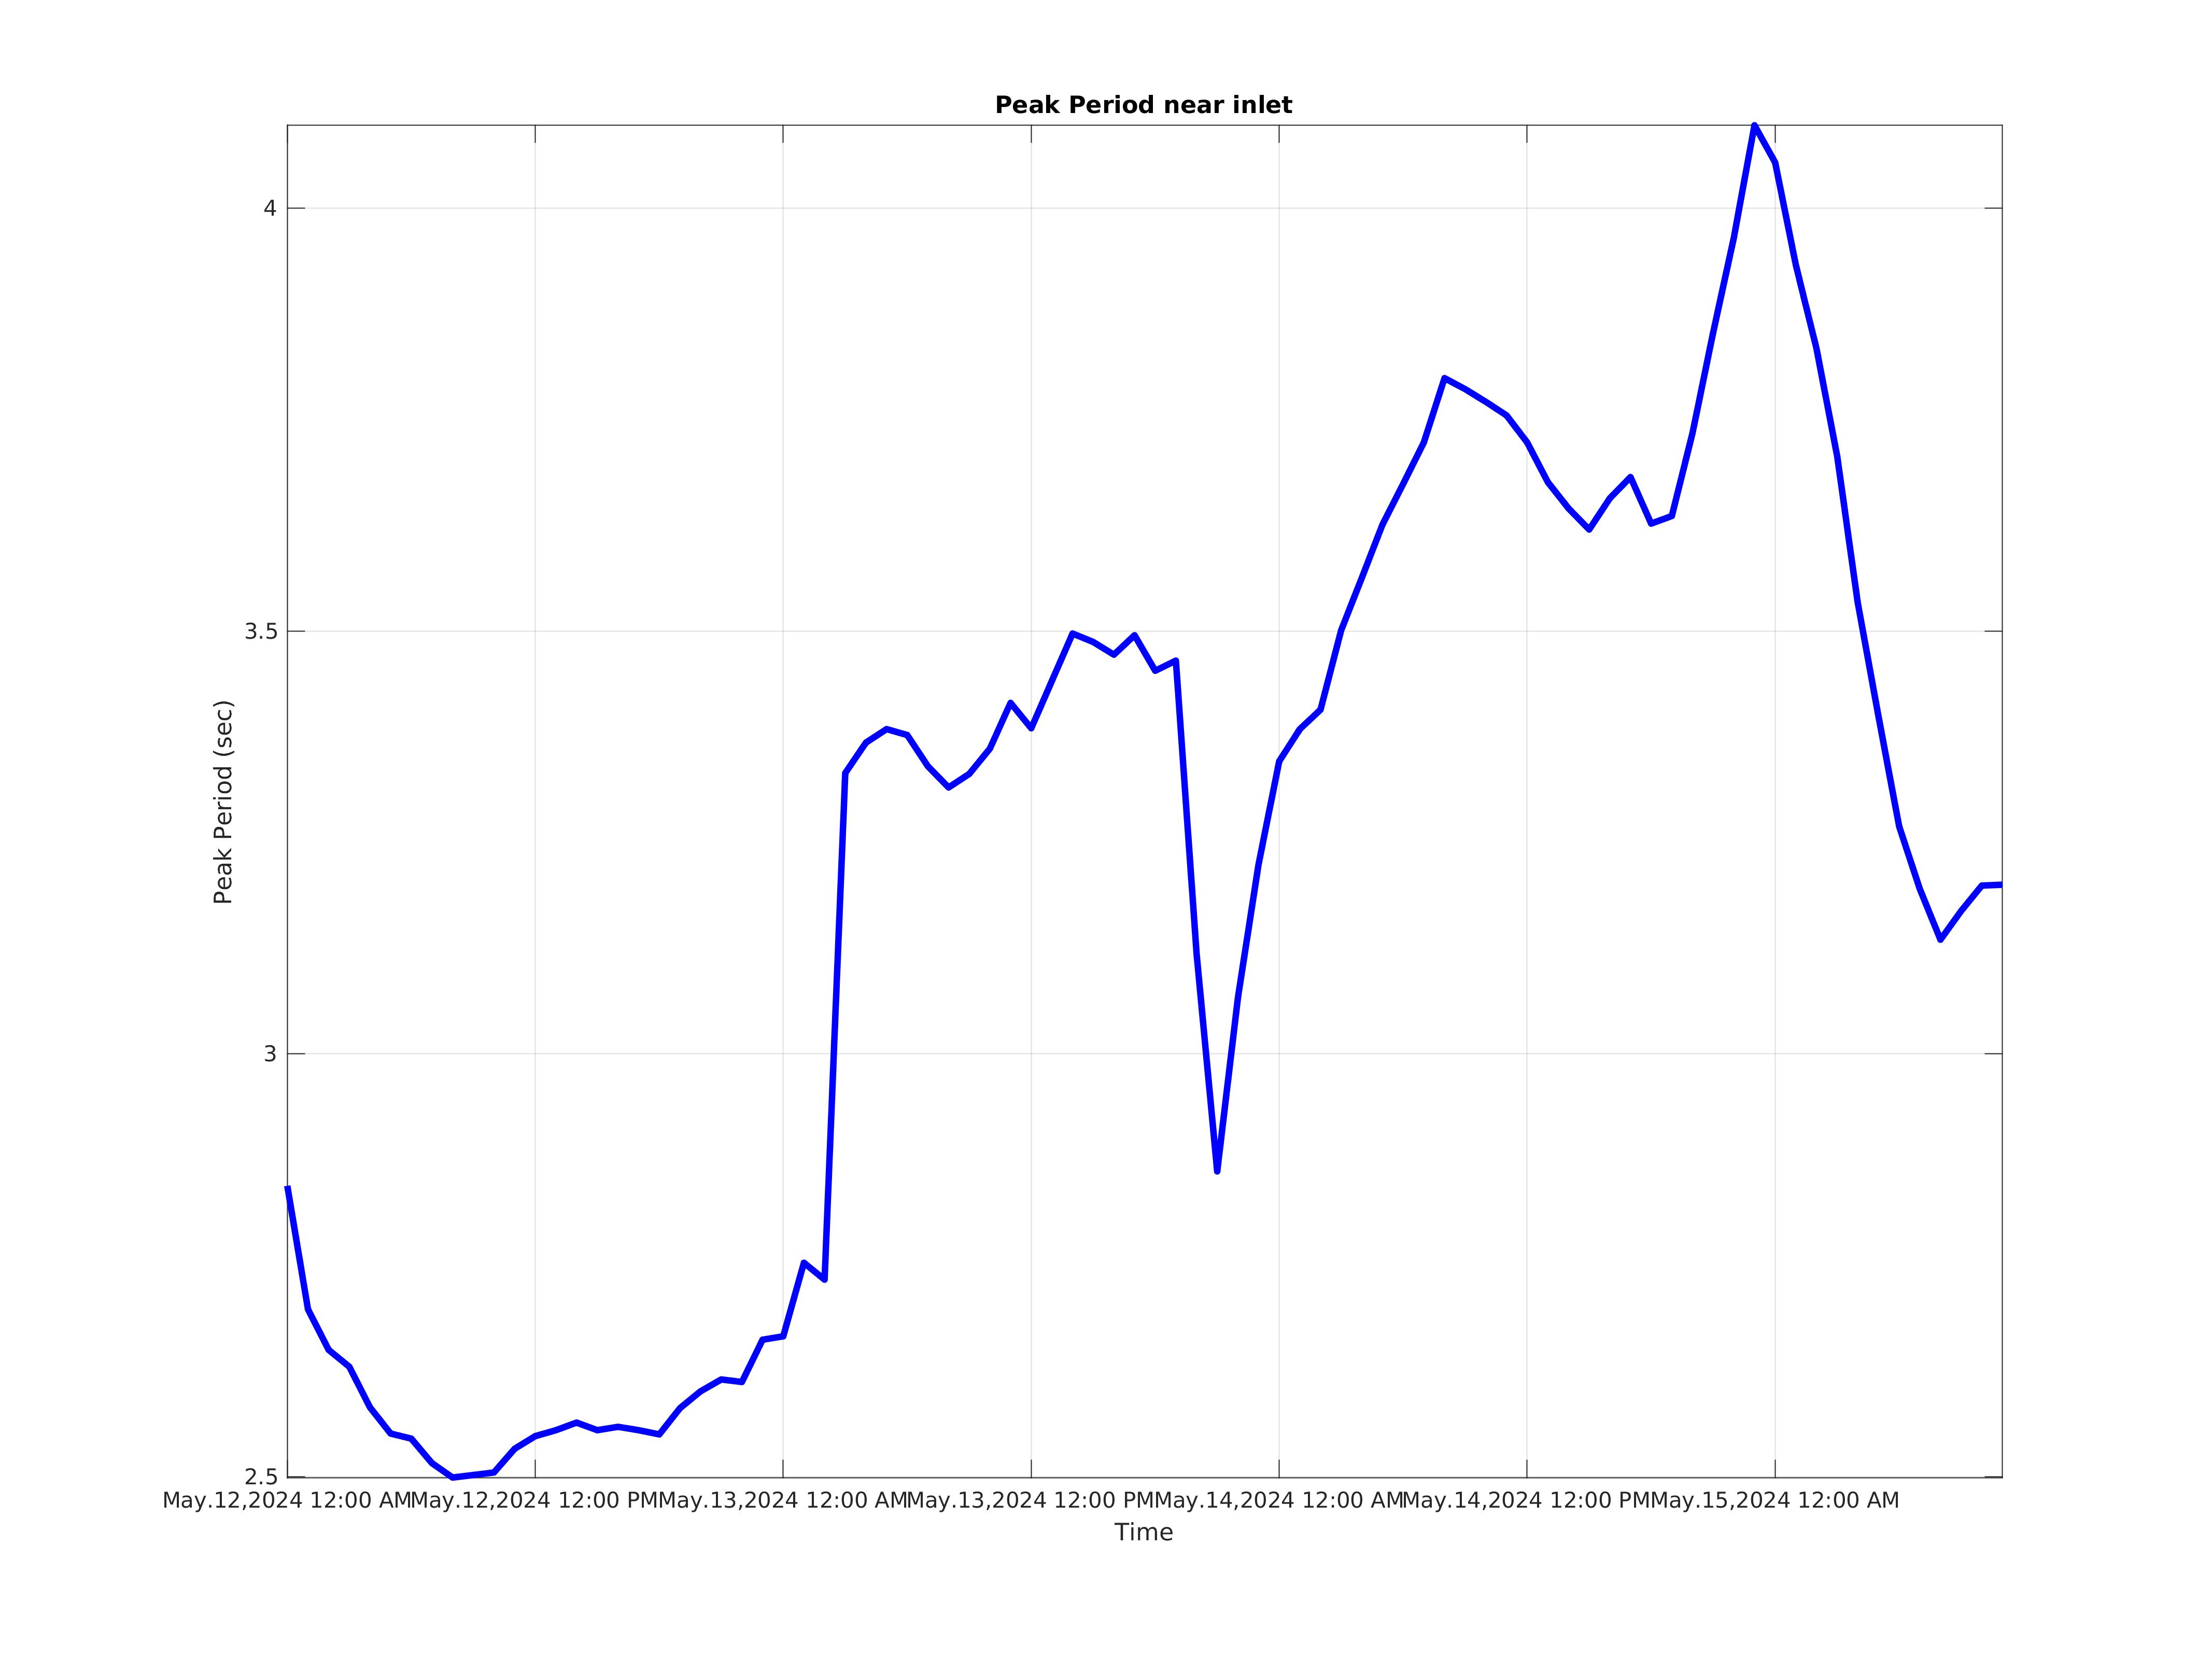 Peak Period near inlet
4
3.5
3
2.5
Peak Period (sec)
May.12,2024 12:00 AM May.12,2024 12:00 PM May.13,2024 12:00 AM May.13,2024 12:00 PM May.14,2024 12:00 AM May.14,2024 12:00 PM May.15,2024 12:00 AM
Time